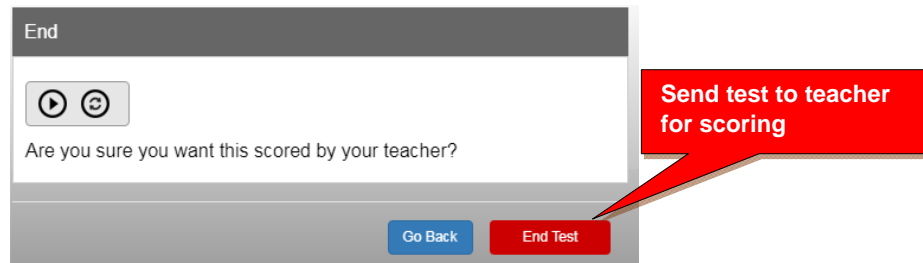 End
Are you sure you want this scored by your teacher?
Go Back
End Test
Send test to teacher
for scoring